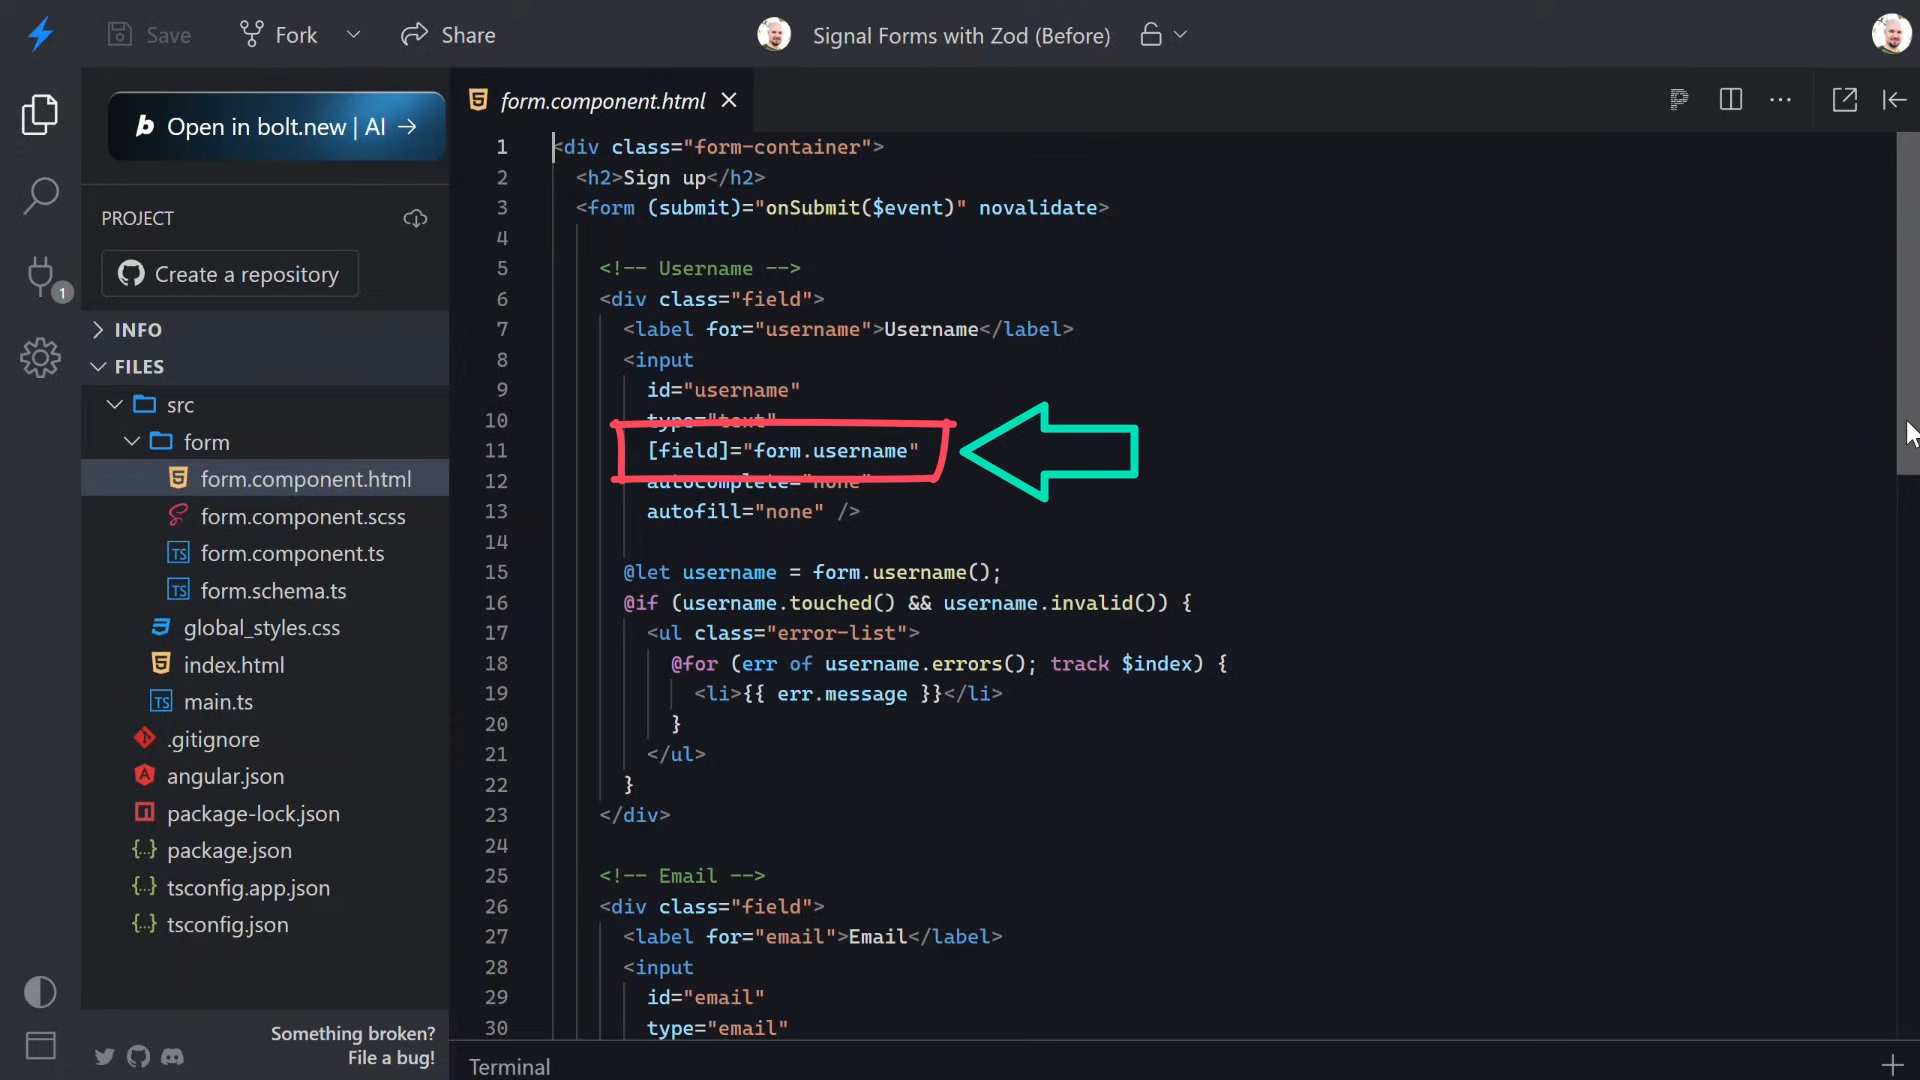 Save
Fork
Share
Signal Forms with Zod (Before)
Open in bolt.new | AI →
PROJECT
Create a repository
1
INFO
FILES
src
form
form.component.html
form.component.scss
form.component.ts
form.schema.ts
global_styles.css
index.html
main.ts
.gitignore
angular.json
package-lock.json
package.json
tsconfig.app.json
tsconfig.json
Something broken?
File a bug!
form.component.html
1 <div class="form-container">
2 <h2>Sign up</h2>
3 <form (submit)="onSubmit($event)" novalidate>
4
5 <!-- Username -->
6 <div class="field">
7 <label for="username">Username</label>
8 <input
9 id="username"
10 type="text"
11 [field]="form.username"
12 autocomplete="none"
13 autofill="none" />
14
15 @let username = form.username();
16 @if (username.touched() && username.invalid()) {
17 <ul class="error-list">
18 @for (err of username.errors(); track $index) {
19 <li>{{ err.message }}</li>
20 }
21 </ul>
22 }
23 </div>
24
25 <!-- Email -->
26 <div class="field">
27 <label for="email">Email</label>
28 <input
29 id="email"
30 type="email"
Terminal